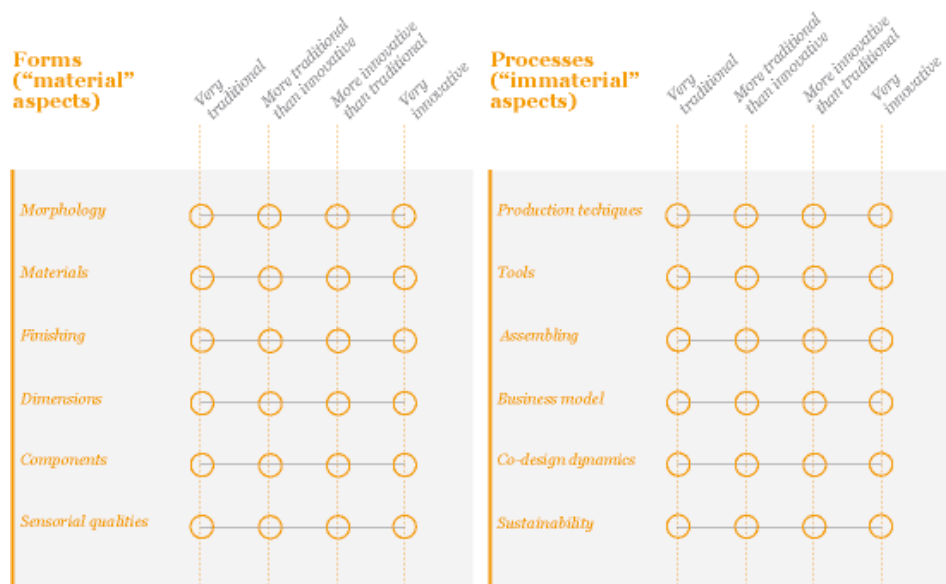 Forms
("material"
aspects)
Very
traditional
More traditional
than innovative
More innovative
than traditional
Very
innovative
Morphology
Materials
Finishing
Dimensions
Components
Sensorial qualities
Processes
("immaterial"
aspects)
Very
traditional
More traditional
than innovative
More innovative
than traditional
Very
innovative
Production techiques
Tools
Assembling
Business model
Co-design dynamics
Sustainability